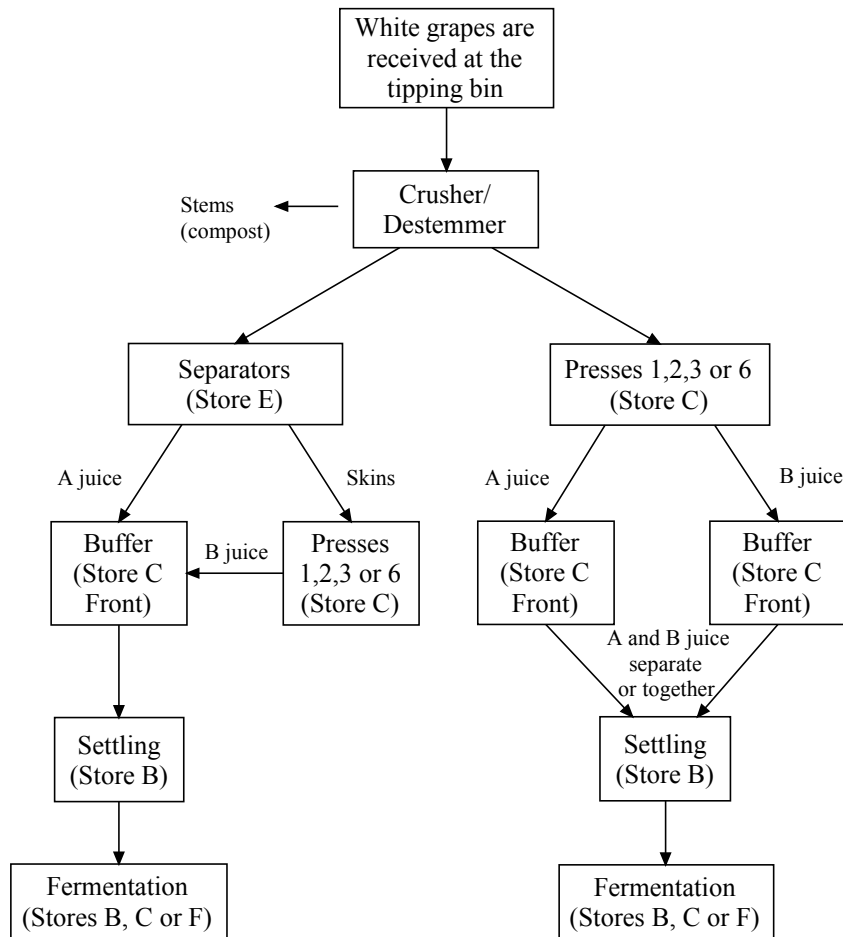 White grapes are
received at the
tipping bin
Stems
(compost)
Crusher/
Destemmer
Separators
(Store E)
Presses 1,2,3 or 6
(Store C)
A juice
Skins
A juice
B juice
Buffer
(Store C
Front)
B juice
Presses
1,2,3 or 6
(Store C)
Buffer
(Store C
Front)
Buffer
(Store C
Front)
A and B juice
separate
or together
Settling
(Store B)
Settling
(Store B)
Fermentation
(Stores B, C or F)
Fermentation
(Stores B, C or F)